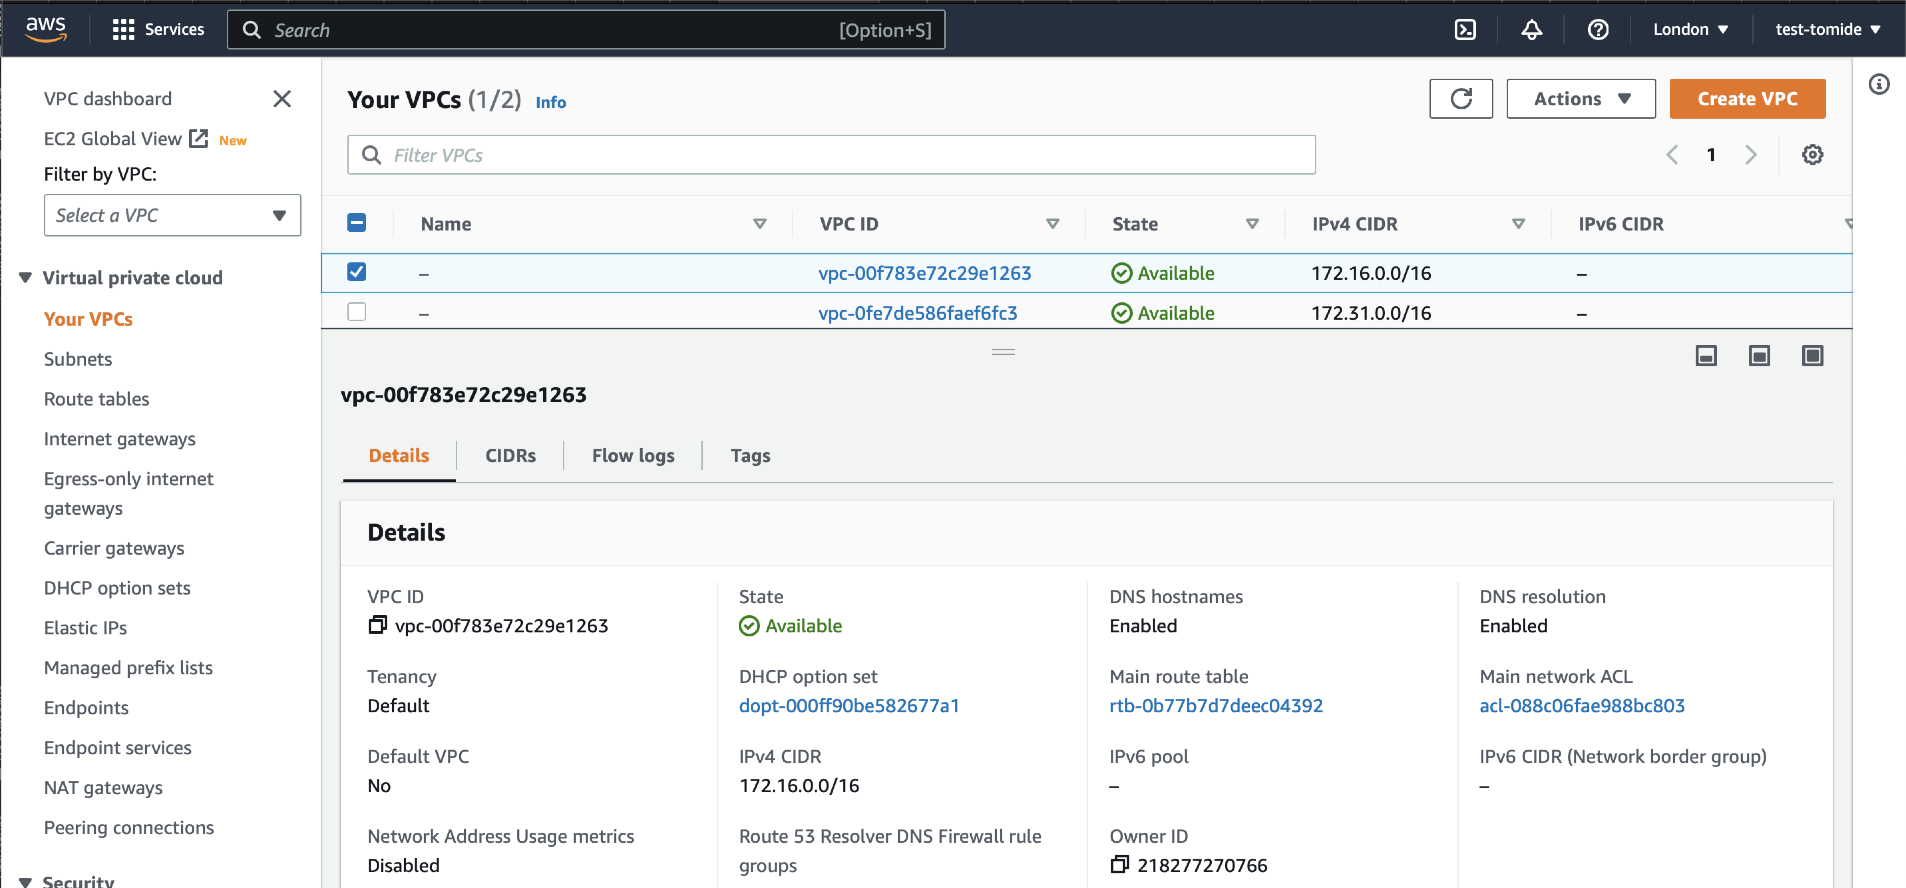 aws
Services
Search
[Option+S]
London
test-tomide
VPC dashboard
EC2 Global View New
Filter by VPC:
Select a VPC
Virtual private cloud
Your VPCs
Subnets
Route tables
Internet gateways
Egress-only internet
gateways
Carrier gateways
DHCP option sets
Elastic IPs
Managed prefix lists
Endpoints
Endpoint services
NAT gateways
Peering connections
Security
Your VPCs (1/2) Info
Actions
Create VPC
Filter VPCs
1
Name VPC ID State IPv4 CIDR IPv6 CIDR
– vpc-00f783e72c29e1263 Available 172.16.0.0/16 –
– vpc-0fe7de586faef6fc3 Available 172.31.0.0/16 –
vpc-00f783e72c29e1263
Details CIDRs Flow logs Tags
Details
VPC ID
vpc-00f783e72c29e1263
State
Available
DNS hostnames
Enabled
DNS resolution
Enabled
Tenancy
Default
DHCP option set
dopt-000ff90be582677a1
Main route table
rtb-0b77b7d7deec04392
Main network ACL
acl-088c06fae988bc803
Default VPC
No
IPv4 CIDR
172.16.0.0/16
IPv6 pool
–
IPv6 CIDR (Network border group)
–
Network Address Usage metrics
Disabled
Route 53 Resolver DNS Firewall rule
groups
Owner ID
218277270766